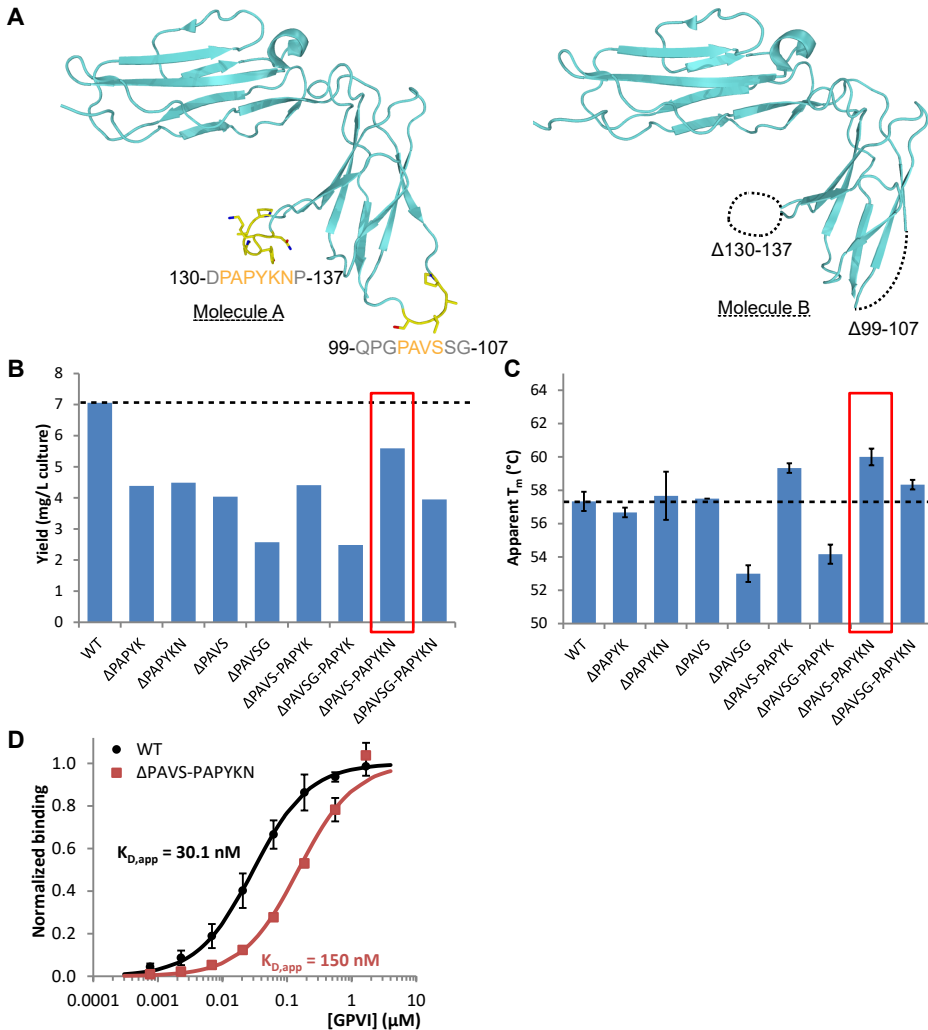 A
130-DPAPYKNP-137
Molecule A
99-QPGPAVSSG-107
Δ130-137
Molecule B
Δ99-107
B
Yield (mg/L culture)
8
7
6
5
4
3
2
1
0
WT
ΔPAPYK
ΔPAPYKN
ΔPAVS
ΔPAVSG
ΔPAVS-PAPYK
ΔPAVSG-PAPYK
ΔPAVS-PAPYKN
ΔPAVSG-PAPYKN
C
Apparent Tm (°C)
64
62
60
58
56
54
52
50
WT
ΔPAPYK
ΔPAPYKN
ΔPAVS
ΔPAVSG
ΔPAVS-PAPYK
ΔPAVSG-PAPYK
ΔPAVS-PAPYKN
ΔPAVSG-PAPYKN
D
WT
ΔPAVS-PAPYKN
Normalized binding
1.0
0.8
0.6
0.4
0.2
0.0
KD,app = 30.1 nM
KD,app = 150 nM
0.0001
0.001
0.01
0.1
1
10
[GPVI] (µM)